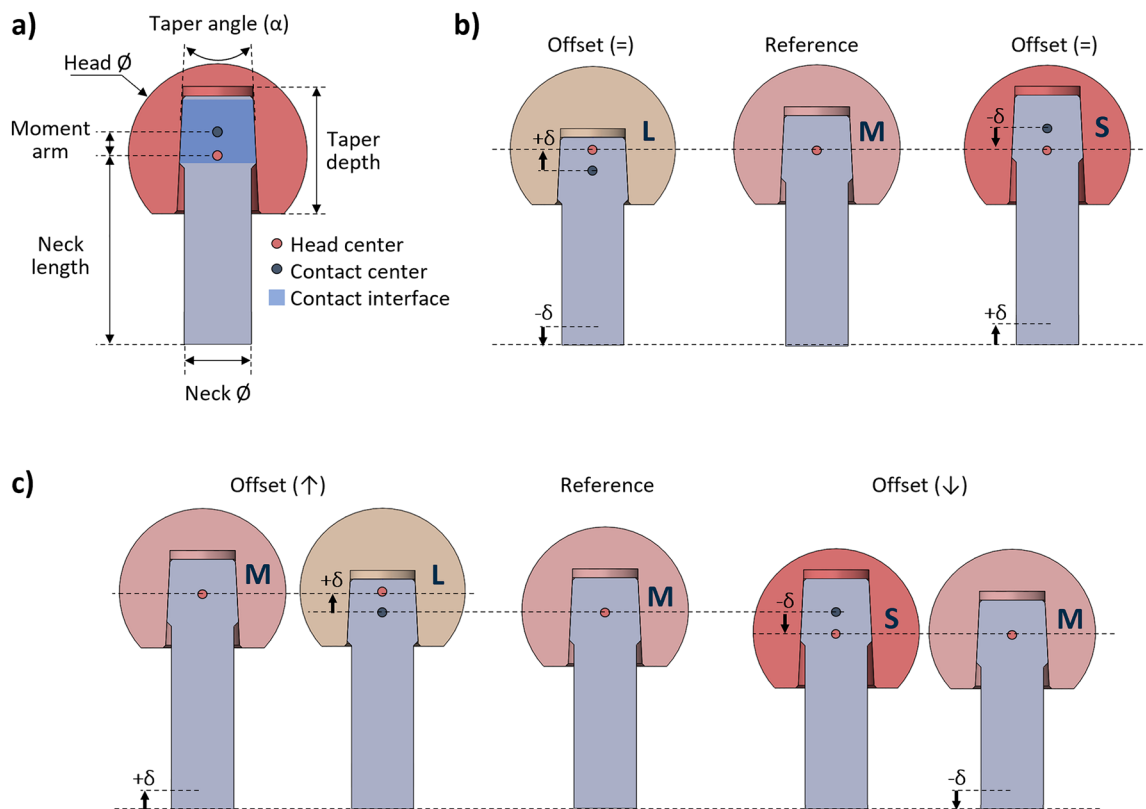 a)
Taper angle (α)
Head Ø
Moment
arm
Taper
depth
Neck
length
Head center
Contact center
Contact interface
Neck Ø
b)
Offset (=)
Reference
Offset (=)
L
M
S
+δ
-δ
-δ
+δ
c)
Offset (↑)
Reference
Offset (↓)
M
L
M
S
M
+δ
-δ
+δ
-δ